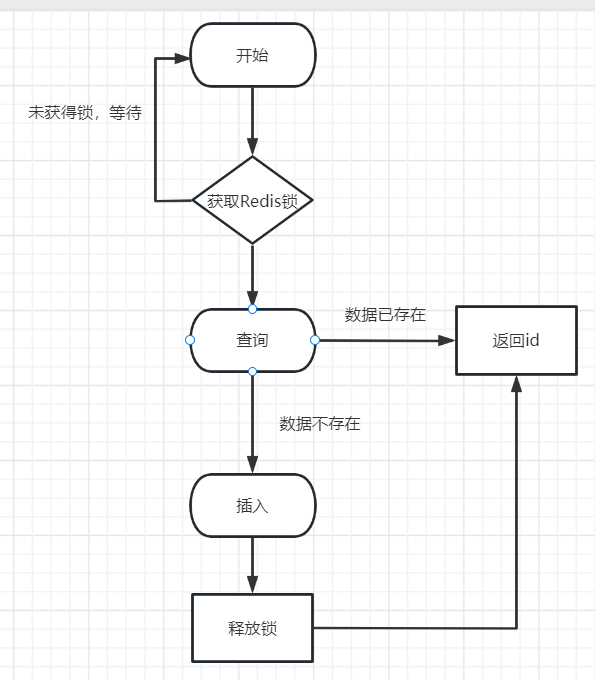 开始
未获得锁，等待
获取Redis锁
数据已存在
查询
返回id
数据不存在
插入
释放锁